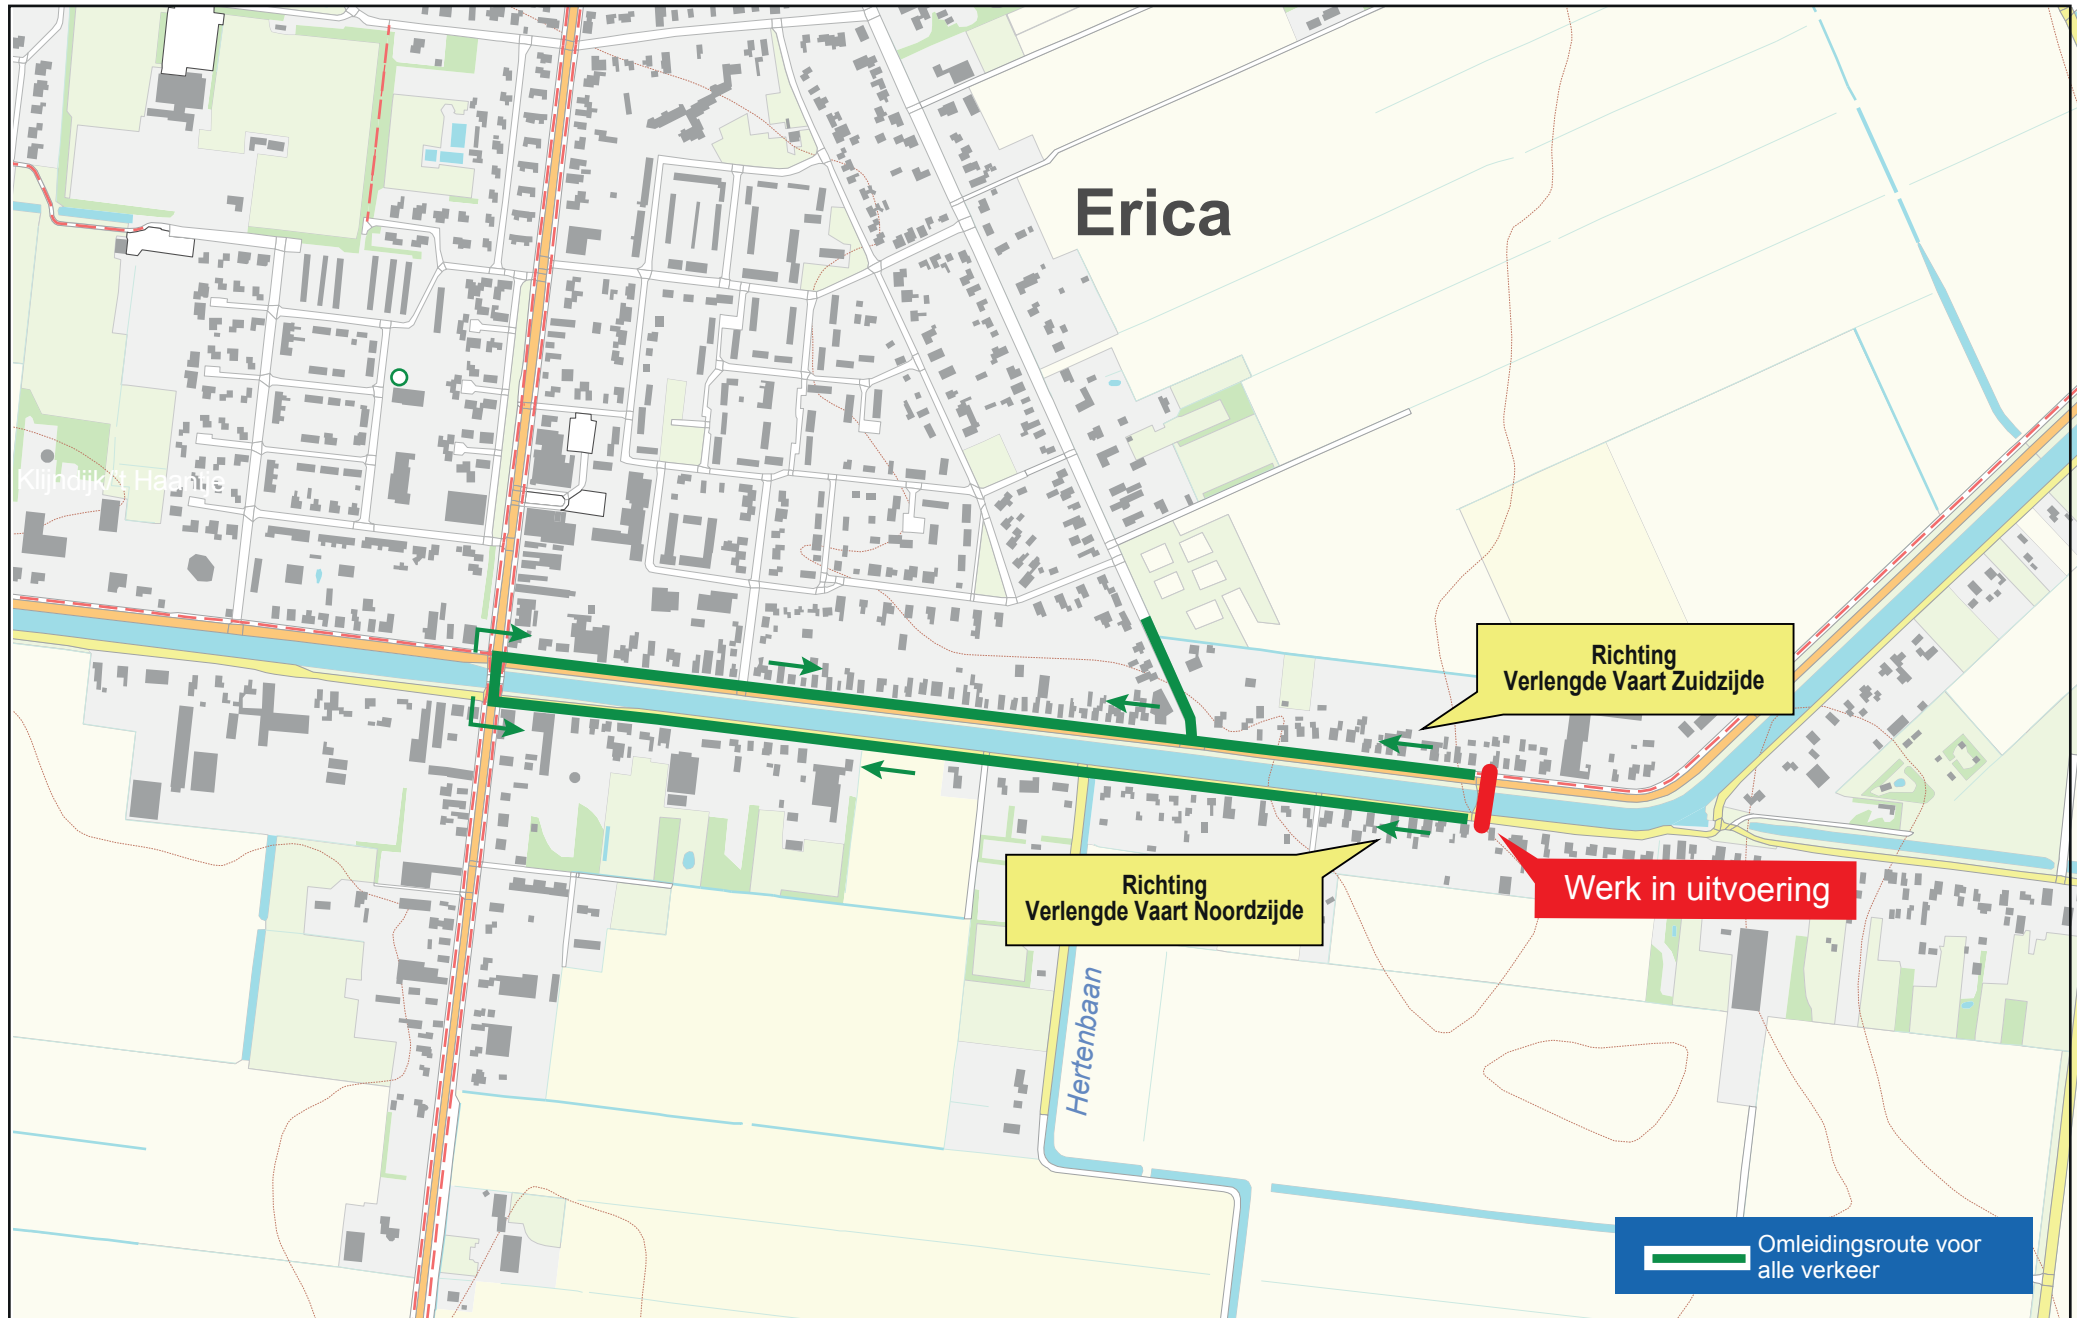 Erica
Klijndijk/'t Haantje
Richting
Verlengde Vaart Zuidzijde
Richting
Verlengde Vaart Noordzijde
Werk in uitvoering
Hertenbaan
Omleidingsroute voor
alle verkeer